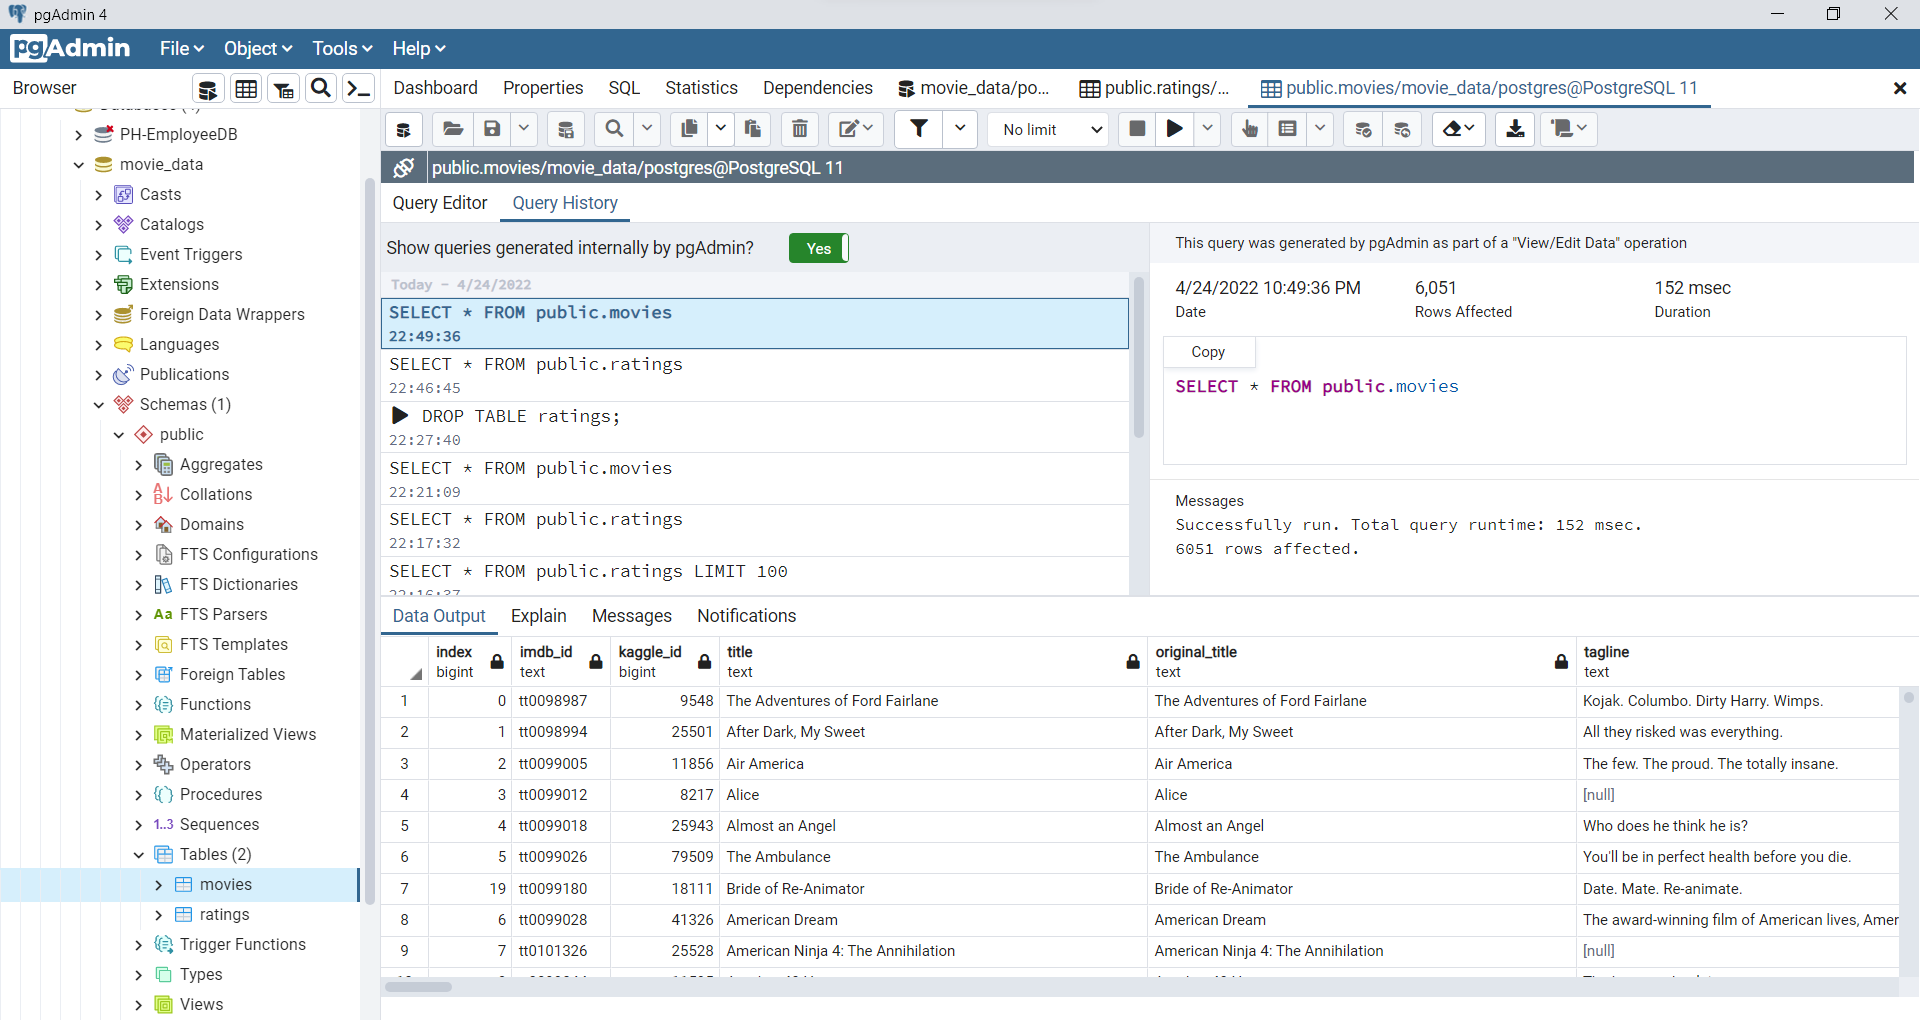 pgAdmin 4
pgAdmin File Object Tools Help
Browser
Dashboard Properties SQL Statistics Dependencies movie_data/po... public.ratings/... public.movies/movie_data/postgres@PostgreSQL 11
PH-EmployeeDB
movie_data
Casts
Catalogs
Event Triggers
Extensions
Foreign Data Wrappers
Languages
Publications
Schemas (1)
public
Aggregates
Collations
Domains
FTS Configurations
FTS Dictionaries
Aa FTS Parsers
FTS Templates
Foreign Tables
Functions
Materialized Views
Operators
Procedures
1..3 Sequences
Tables (2)
movies
ratings
Trigger Functions
Types
Views
No limit
public.movies/movie_data/postgres@PostgreSQL 11
Query Editor Query History
Show queries generated internally by pgAdmin? Yes
Today - 4/24/2022
SELECT * FROM public.movies
22:49:36
SELECT * FROM public.ratings
22:46:45
DROP TABLE ratings;
22:27:40
SELECT * FROM public.movies
22:21:09
SELECT * FROM public.ratings
22:17:32
SELECT * FROM public.ratings LIMIT 100
22:16:37
This query was generated by pgAdmin as part of a "View/Edit Data" operation
4/24/2022 10:49:36 PM 6,051 152 msec
Date Rows Affected Duration
Copy
SELECT * FROM public.movies
Messages
Successfully run. Total query runtime: 152 msec.
6051 rows affected.
Data Output Explain Messages Notifications
index imdb_id kaggle_id title original_title tagline
bigint text bigint text text text
1 0 tt0098987 9548 The Adventures of Ford Fairlane The Adventures of Ford Fairlane Kojak. Columbo. Dirty Harry. Wimps.
2 1 tt0098994 25501 After Dark, My Sweet After Dark, My Sweet All they risked was everything.
3 2 tt0099005 11856 Air America Air America The few. The proud. The totally insane.
4 3 tt0099012 8217 Alice Alice [null]
5 4 tt0099018 25943 Almost an Angel Almost an Angel Who does he think he is?
6 5 tt0099026 79509 The Ambulance The Ambulance You'll be in perfect health before you die.
7 19 tt0099180 18111 Bride of Re-Animator Bride of Re-Animator Date. Mate. Re-animate.
8 6 tt0099028 41326 American Dream American Dream The award-winning film of American lives, Amer
9 7 tt0101326 25528 American Ninja 4: The Annihilation American Ninja 4: The Annihilation [null]